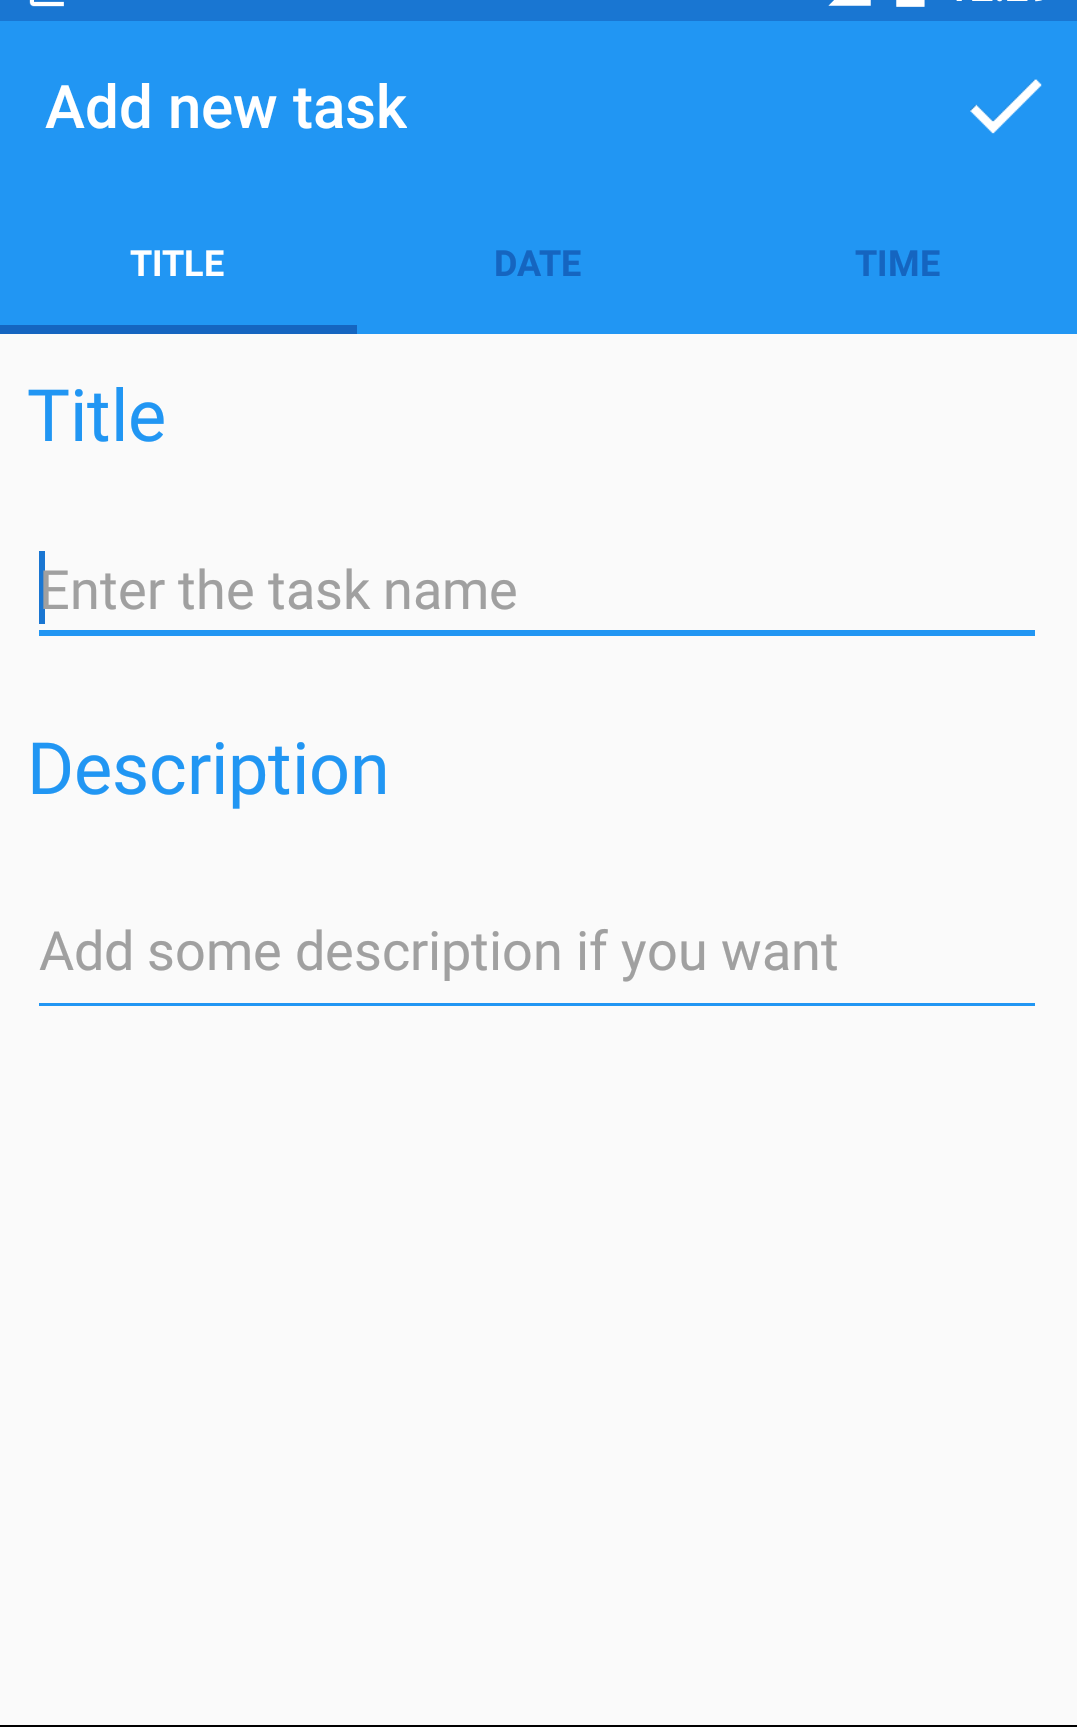 Add new task
TITLE DATE TIME
Title
Enter the task name
Description
Add some description if you want